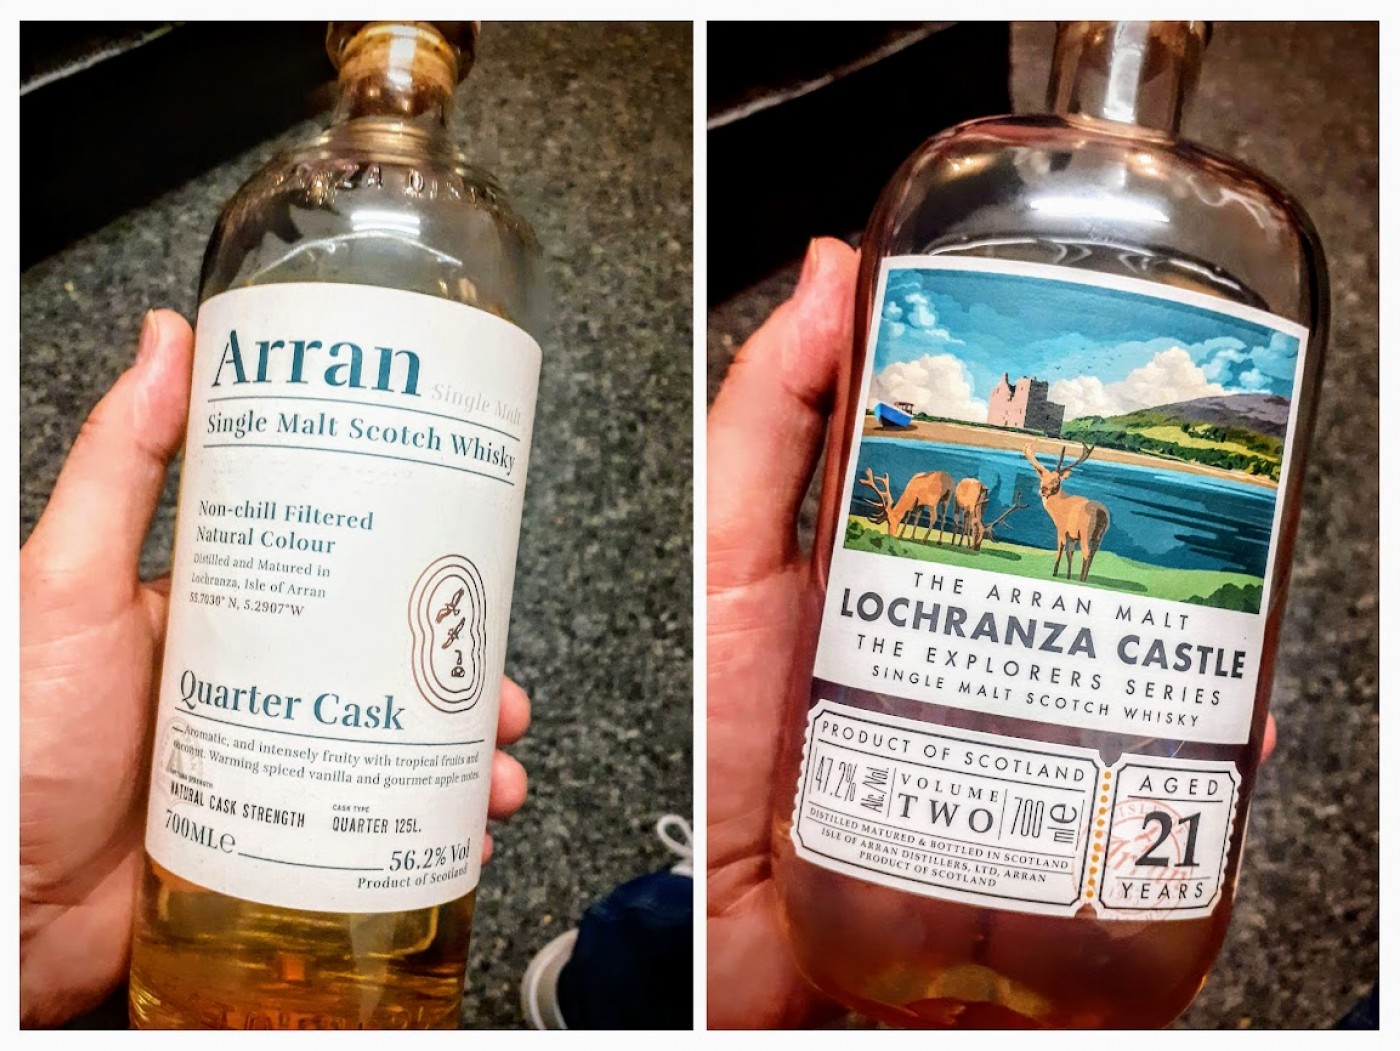 Arran
Single Malt
Single Malt Scotch Whisky
Non-chill Filtered
Natural Colour
Distilled and Matured in
Lochranza, Isle of Arran
55.7030° N, 5.2907°W
Quarter Cask
Aromatic, and intensely fruity with tropical fruits and
coconut. Warming spiced vanilla and gourmet apple notes.
NATURAL CASK STRENGTH
CASK TYPE
QUARTER 125L.
700MLe
56.2% Vol
Product of Scotland
THE ARRAN MALT
LOCHRANZA CASTLE
THE EXPLORERS SERIES
SINGLE MALT SCOTCH WHISKY
PRODUCT OF SCOTLAND
47.2% Alc./Vol.
VOLUME
TWO
700 mle
DISTILLED MATURED & BOTTLED IN SCOTLAND
ISLE OF ARRAN DISTILLERS, LTD, ARRAN
PRODUCT OF SCOTLAND
AGED
21
YEARS